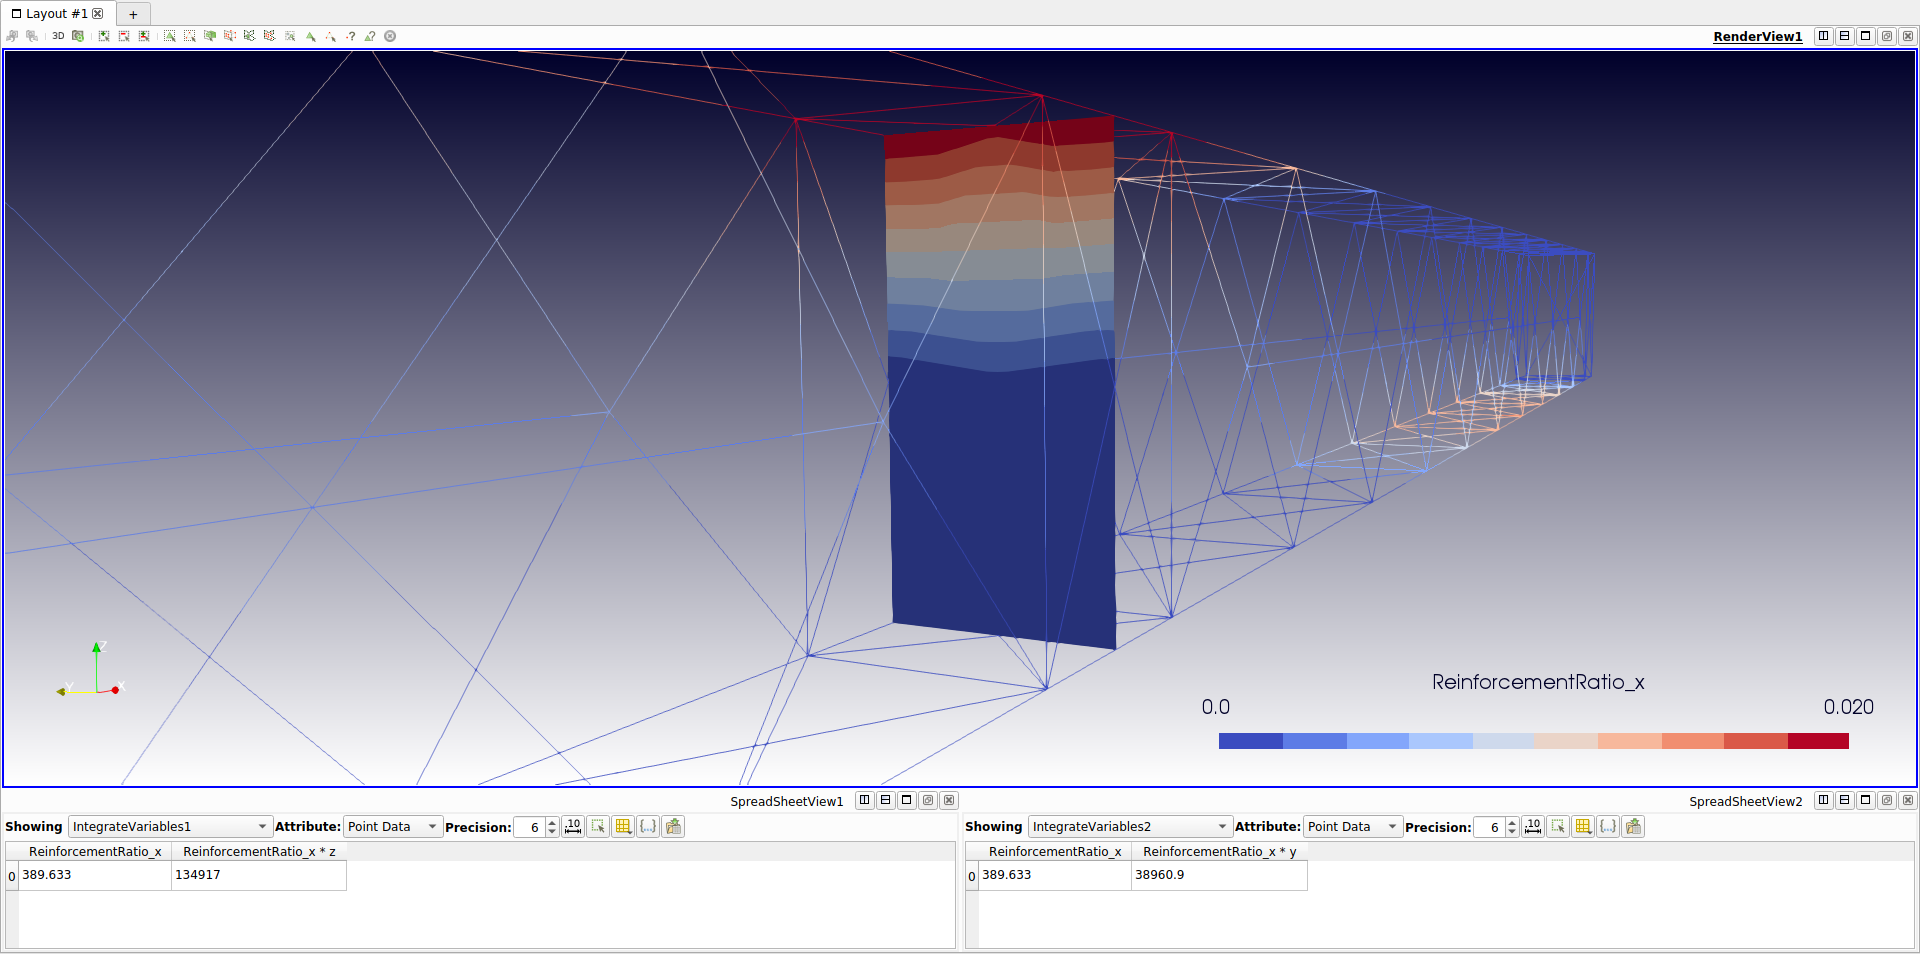 Layout #1
+
3D
RenderView1
Z
Y
X
ReinforcementRatio_x
0.0
0.020
SpreadSheetView1
Showing IntegrateVariables1 Attribute: Point Data Precision: 6 .10 {...}
ReinforcementRatio_x ReinforcementRatio_x * z
0 389.633 134917
SpreadSheetView2
Showing IntegrateVariables2 Attribute: Point Data Precision: 6 .10 {...}
ReinforcementRatio_x ReinforcementRatio_x * y
0 389.633 38960.9